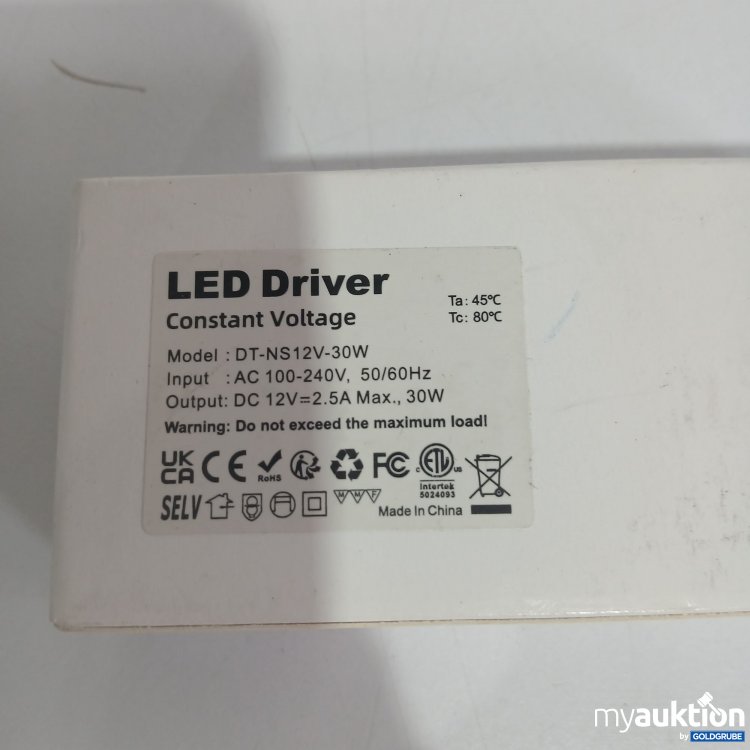 LED Driver
Constant Voltage
Ta: 45℃
Tc: 80℃
Model : DT-NS12V-30W
Input : AC 100-240V, 50/60Hz
Output: DC 12V=2.5A Max., 30W
Warning: Do not exceed the maximum load!
UK CA CE RoHS FC c ETL us
Intertek
5024093
SELV M M F Made In China
myauktion
by GOLDGRUBE